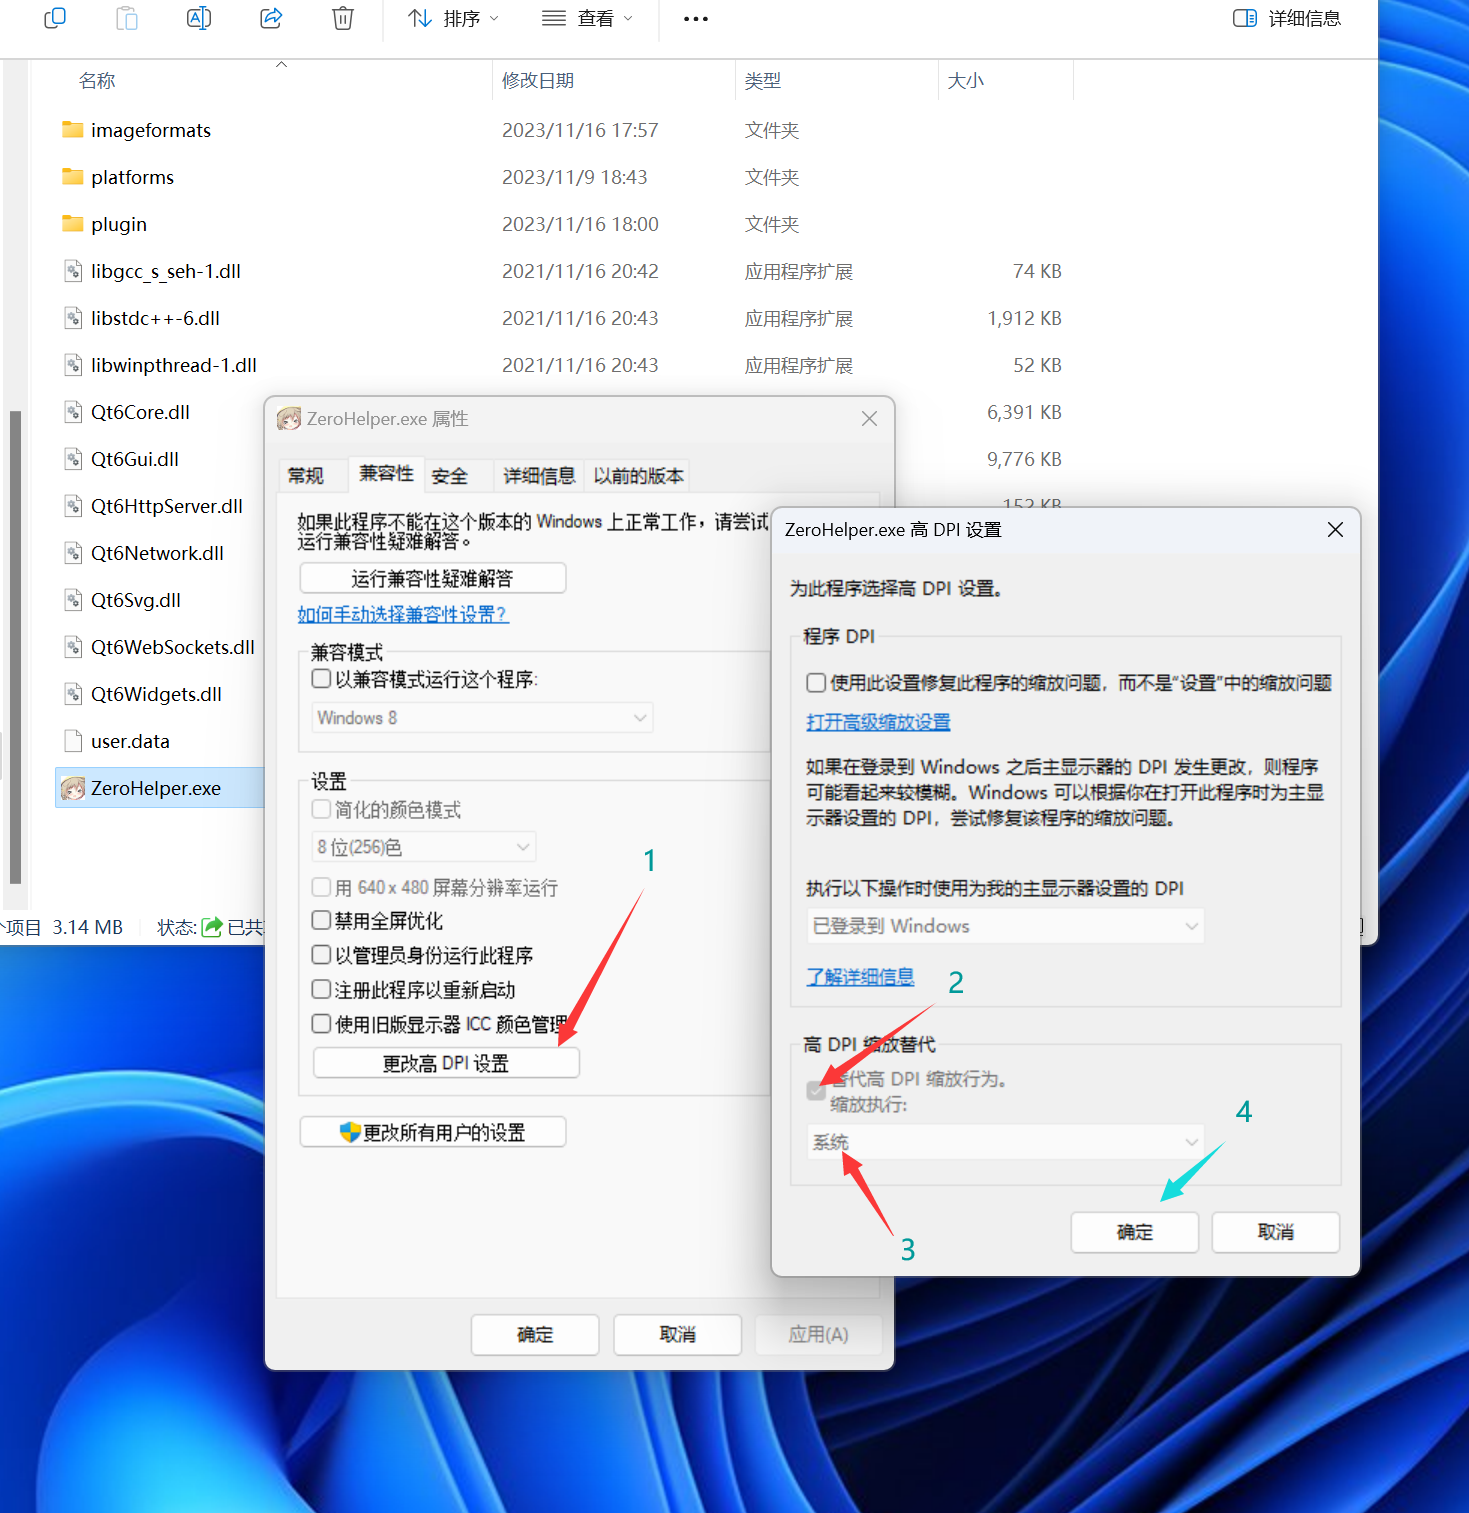 排序
查看
详细信息
名称
修改日期
类型
大小
imageformats
2023/11/16 17:57
文件夹
platforms
2023/11/9 18:43
文件夹
plugin
2023/11/16 18:00
文件夹
libgcc_s_seh-1.dll
2021/11/16 20:42
应用程序扩展
74 KB
libstdc++-6.dll
2021/11/16 20:43
应用程序扩展
1,912 KB
libwinpthread-1.dll
2021/11/16 20:43
应用程序扩展
52 KB
Qt6Core.dll
6,391 KB
Qt6Gui.dll
9,776 KB
Qt6HttpServer.dll
152 KB
Qt6Network.dll
Qt6Svg.dll
Qt6WebSockets.dll
Qt6Widgets.dll
user.data
ZeroHelper.exe
个项目 3.14 MB
状态: 已共
ZeroHelper.exe 属性
常规
兼容性
安全
详细信息
以前的版本
如果此程序不能在这个版本的 Windows 上正常工作，请尝试
运行兼容性疑难解答。
运行兼容性疑难解答
如何手动选择兼容性设置?
兼容模式
以兼容模式运行这个程序:
Windows 8
设置
简化的颜色模式
8 位(256)色
用 640 x 480 屏幕分辨率运行
禁用全屏优化
以管理员身份运行此程序
注册此程序以重新启动
使用旧版显示器 ICC 颜色管理
更改高 DPI 设置
更改所有用户的设置
确定
取消
应用(A)
1
ZeroHelper.exe 高 DPI 设置
为此程序选择高 DPI 设置。
程序 DPI
使用此设置修复此程序的缩放问题，而不是“设置”中的缩放问题
打开高级缩放设置
如果在登录到 Windows 之后主显示器的 DPI 发生更改，则程序
可能看起来较模糊。Windows 可以根据你在打开此程序时为主显
示器设置的 DPI，尝试修复该程序的缩放问题。
执行以下操作时使用为我的主显示器设置的 DPI
已登录到 Windows
了解详细信息
2
高 DPI 缩放替代
替代高 DPI 缩放行为。
缩放执行:
系统
3
4
确定
取消